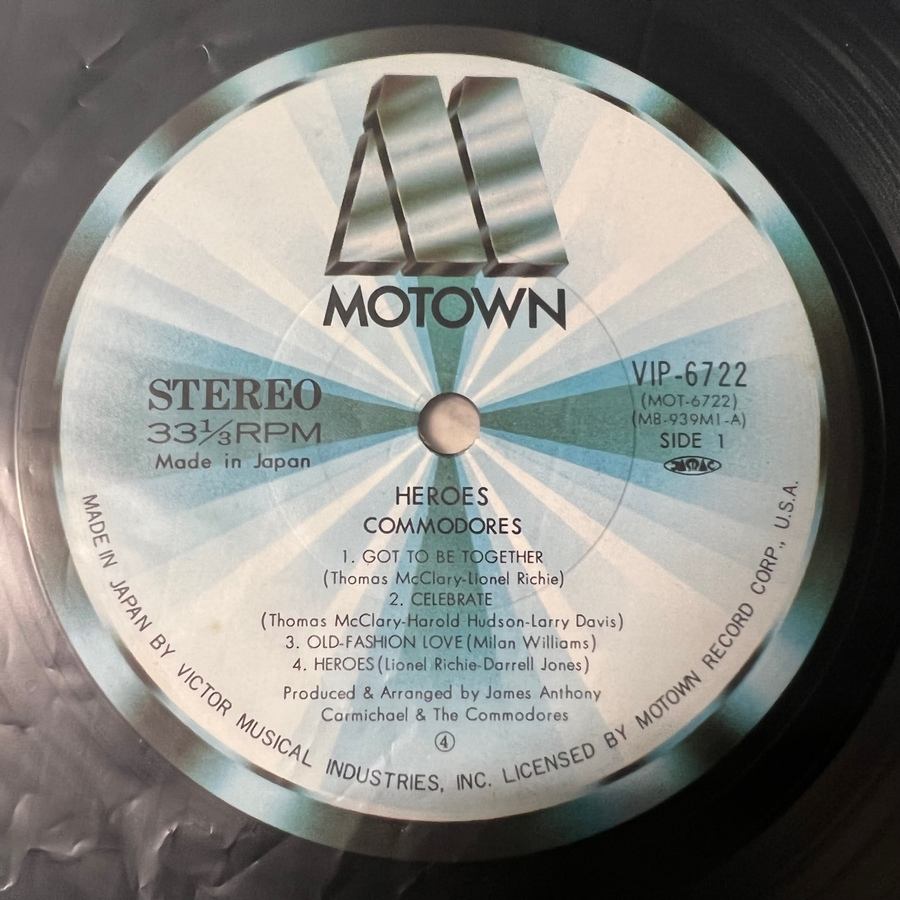 MOTOWN
STEREO
33⅓RPM
Made in Japan
VIP-6722
(MOT-6722)
(M8-939M1-A)
SIDE 1
JASRAC
HEROES
COMMODORES
1. GOT TO BE TOGETHER
(Thomas McClary-Lionel Richie)
2. CELEBRATE
(Thomas McClary-Harold Hudson-Larry Davis)
3. OLD-FASHION LOVE (Milan Williams)
4. HEROES (Lionel Richie-Darrell Jones)
Produced & Arranged by James Anthony
Carmichael & The Commodores
④
MADE IN JAPAN BY VICTOR MUSICAL INDUSTRIES, INC. LICENSED BY MOTOWN RECORD CORP., U.S.A.